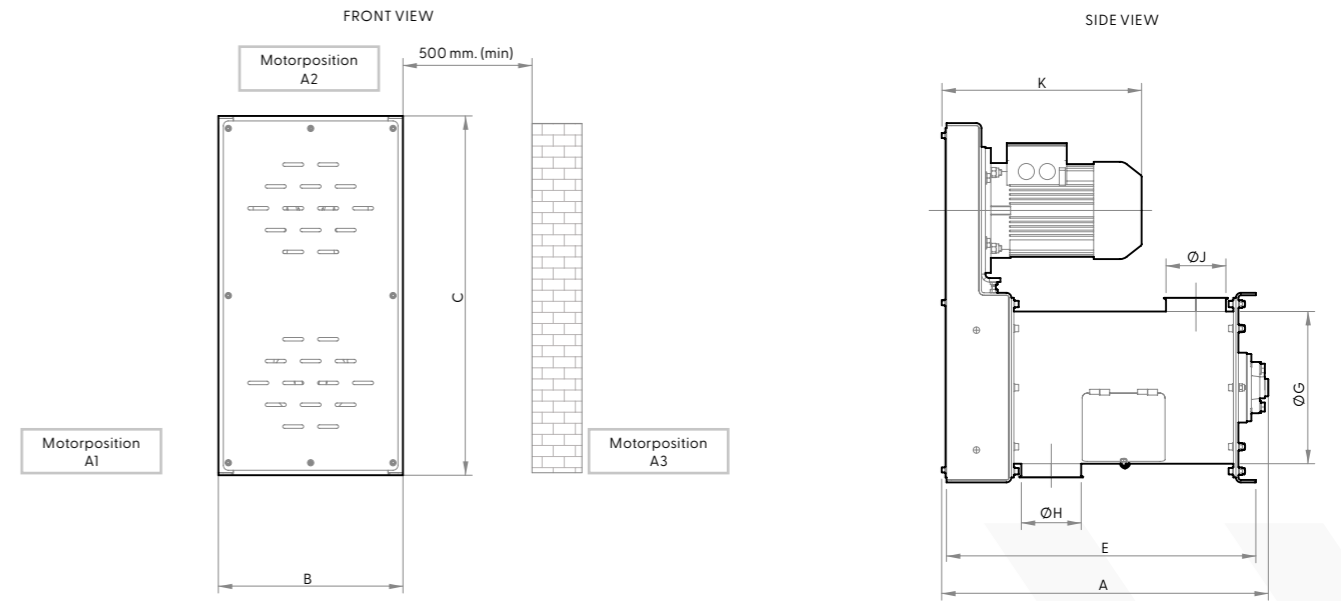 FRONT VIEW
SIDE VIEW
Motorposition
A2
500 mm. (min)
K
C
ØJ
ØG
Motorposition
A1
Motorposition
A3
ØH
E
B
A